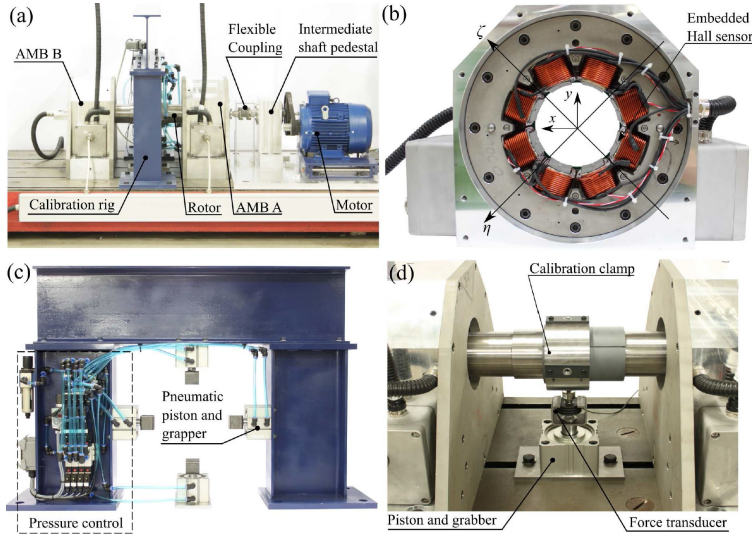 (a)
Flexible
Coupling
Intermediate
shaft pedestal
AMB B
Calibration rig
Rotor
AMB A
Motor
(b)
ζ
Embedded
Hall sensor
y
x
η
(c)
Pneumatic
piston and
grapper
Pressure control
(d)
Calibration clamp
Piston and grabber
Force transducer